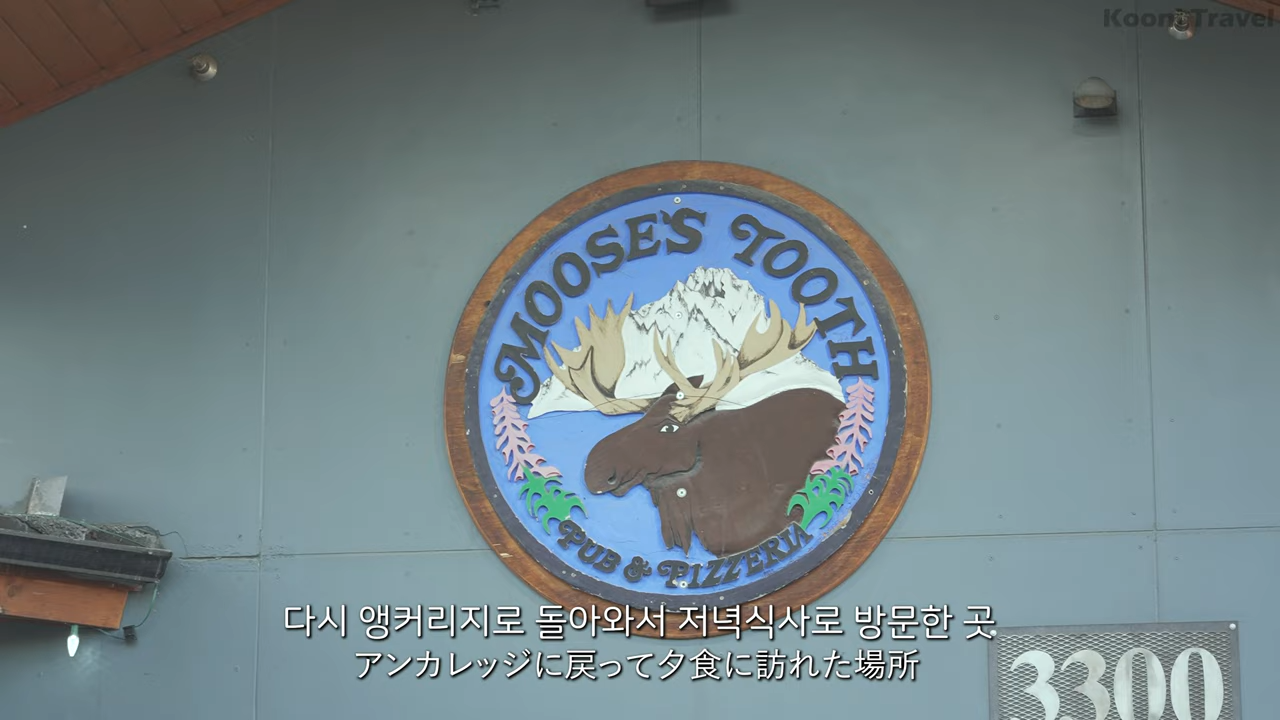 Koom Travel
MOOSE'S TOOTH
PUB & PIZZERIA
다시 앵커리지로 돌아와서 저녁식사로 방문한 곳
アンカレッジに戻って夕食に訪れた場所
3300